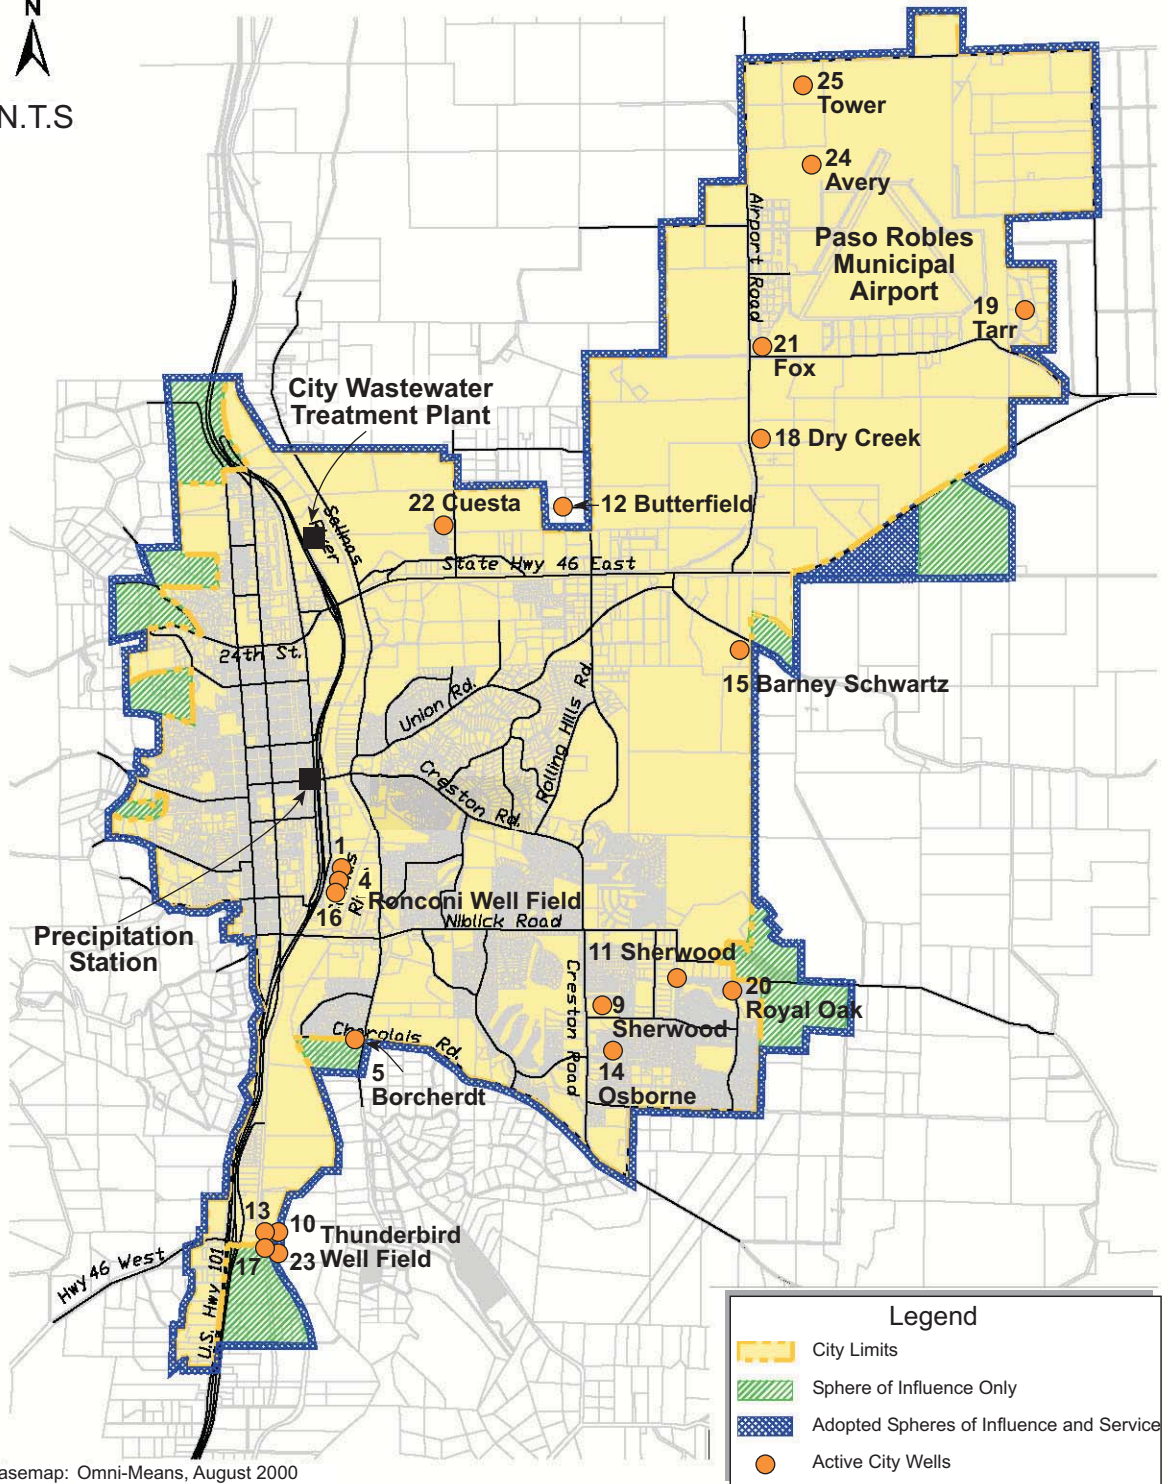 N
N.T.S
25
Tower
24
Avery
Airport Road
Paso Robles
Municipal
Airport
19
Tarr
21
Fox
City Wastewater
Treatment Plant
18 Dry Creek
22 Cuesta
12 Butterfield
Salinas
River
State Hwy 46 East
24th St.
15 Barney Schwartz
Union Rd.
Rolling Hills Rd.
Creston Rd.
1
4
Ronconi Well Field
16
Niblick Road
Precipitation
Station
11 Sherwood
Creston Road
9
Sherwood
20
Royal Oak
Charolais Rd.
14
Osborne
5
Borcherdt
13
10
Thunderbird
Well Field
17
23
Hwy 46 West
U.S. Hwy 101
Legend
City Limits
Sphere of Influence Only
Adopted Spheres of Influence and Service
Active City Wells
asemap: Omni-Means, August 2000